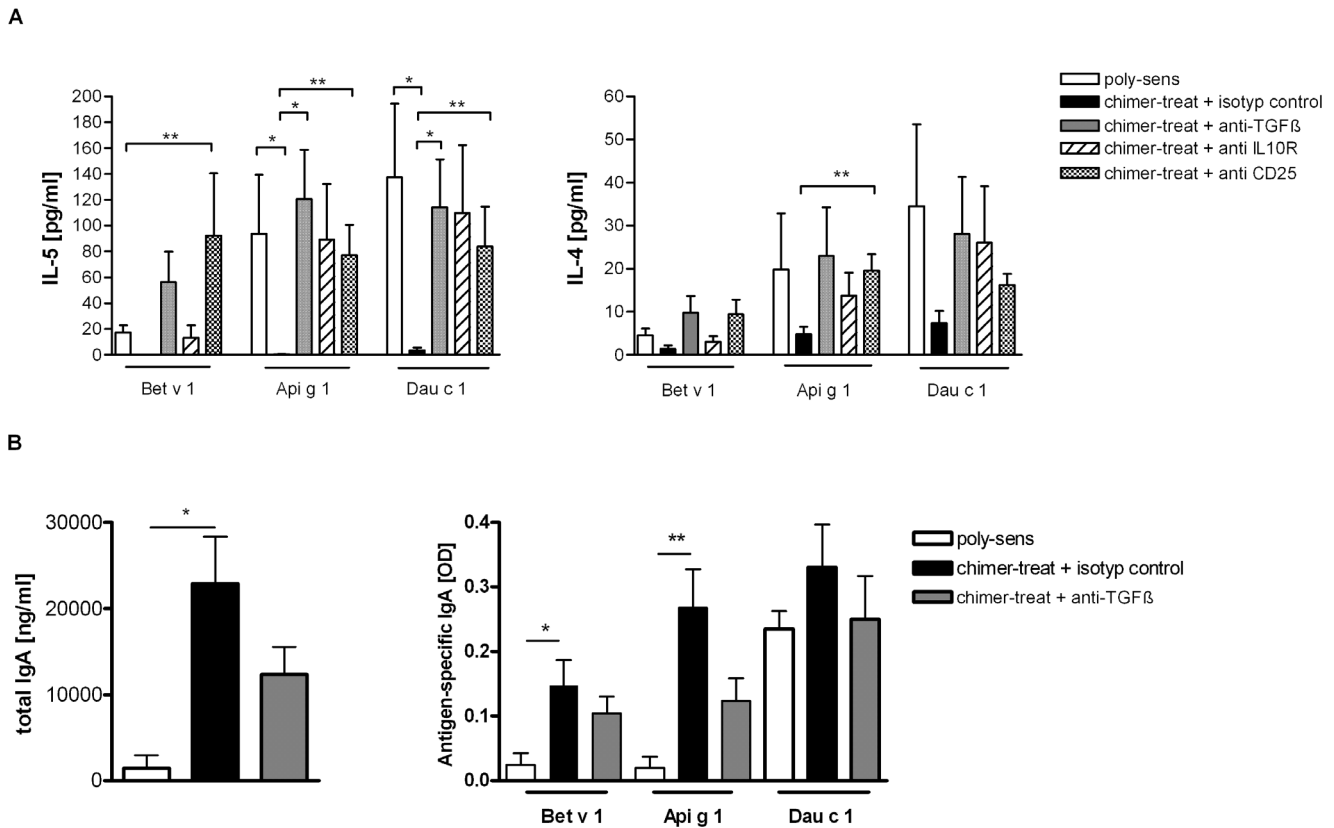 A
IL-5 [pg/ml]
200
180
160
140
120
100
80
60
40
20
0
**
*
*
**
*
*
**
Bet v 1 Api g 1 Dau c 1
IL-4 [pg/ml]
60
50
40
30
20
10
0
**
Bet v 1 Api g 1 Dau c 1
poly-sens
chimer-treat + isotyp control
chimer-treat + anti-TGFß
chimer-treat + anti IL10R
chimer-treat + anti CD25
B
total IgA [ng/ml]
30000
20000
10000
0
*
Antigen-specific IgA [OD]
0.4
0.3
0.2
0.1
0.0
*
**
Bet v 1 Api g 1 Dau c 1
poly-sens
chimer-treat + isotyp control
chimer-treat + anti-TGFß